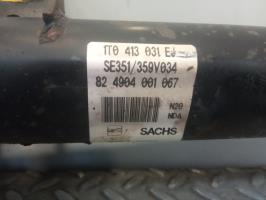 1T0 413 031 EJ
SE351/359V034
82 4904 001 067
N20
NDA
SACHS